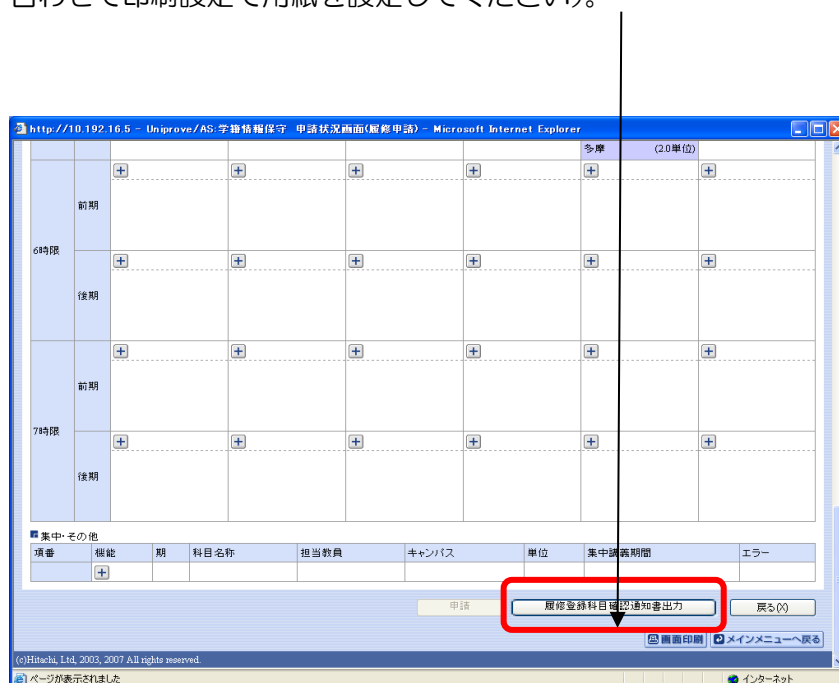 合わせて印刷設定で用紙を設定してください)。
http://10.192.16.5 - Uniprove/AS:学籍情報保守 申請状況画面(履修申請) - Microsoft Internet Explorer
多摩 (2.0単位)
6時限
前期
後期
7時限
前期
後期
集中・その他
項番 機能 期 科目名称 担当教員 キャンパス 単位 集中講義期間 エラー
申請 履修登録科目確認通知書出力 戻る(X)
画面印刷 メインメニューへ戻る
(c)Hitachi, Ltd, 2003, 2007 All rights reserved.
ページが表示されました インターネット